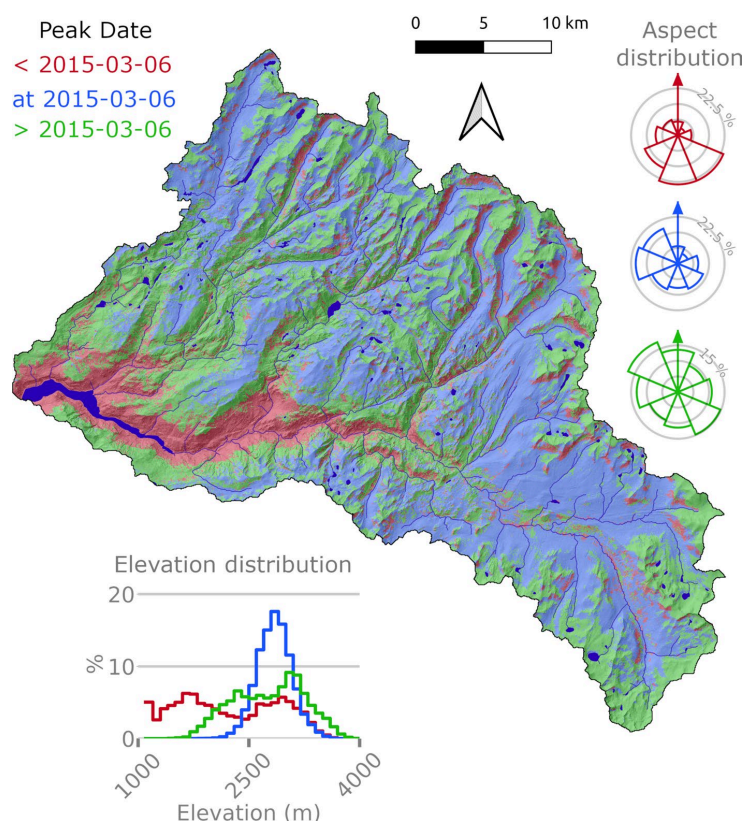 Peak Date
< 2015-03-06
at 2015-03-06
> 2015-03-06
0 5 10 km
Aspect
distribution
22.5 %
22.5 %
15 %
Elevation distribution
20
10
0
%
1000
2500
4000
Elevation (m)